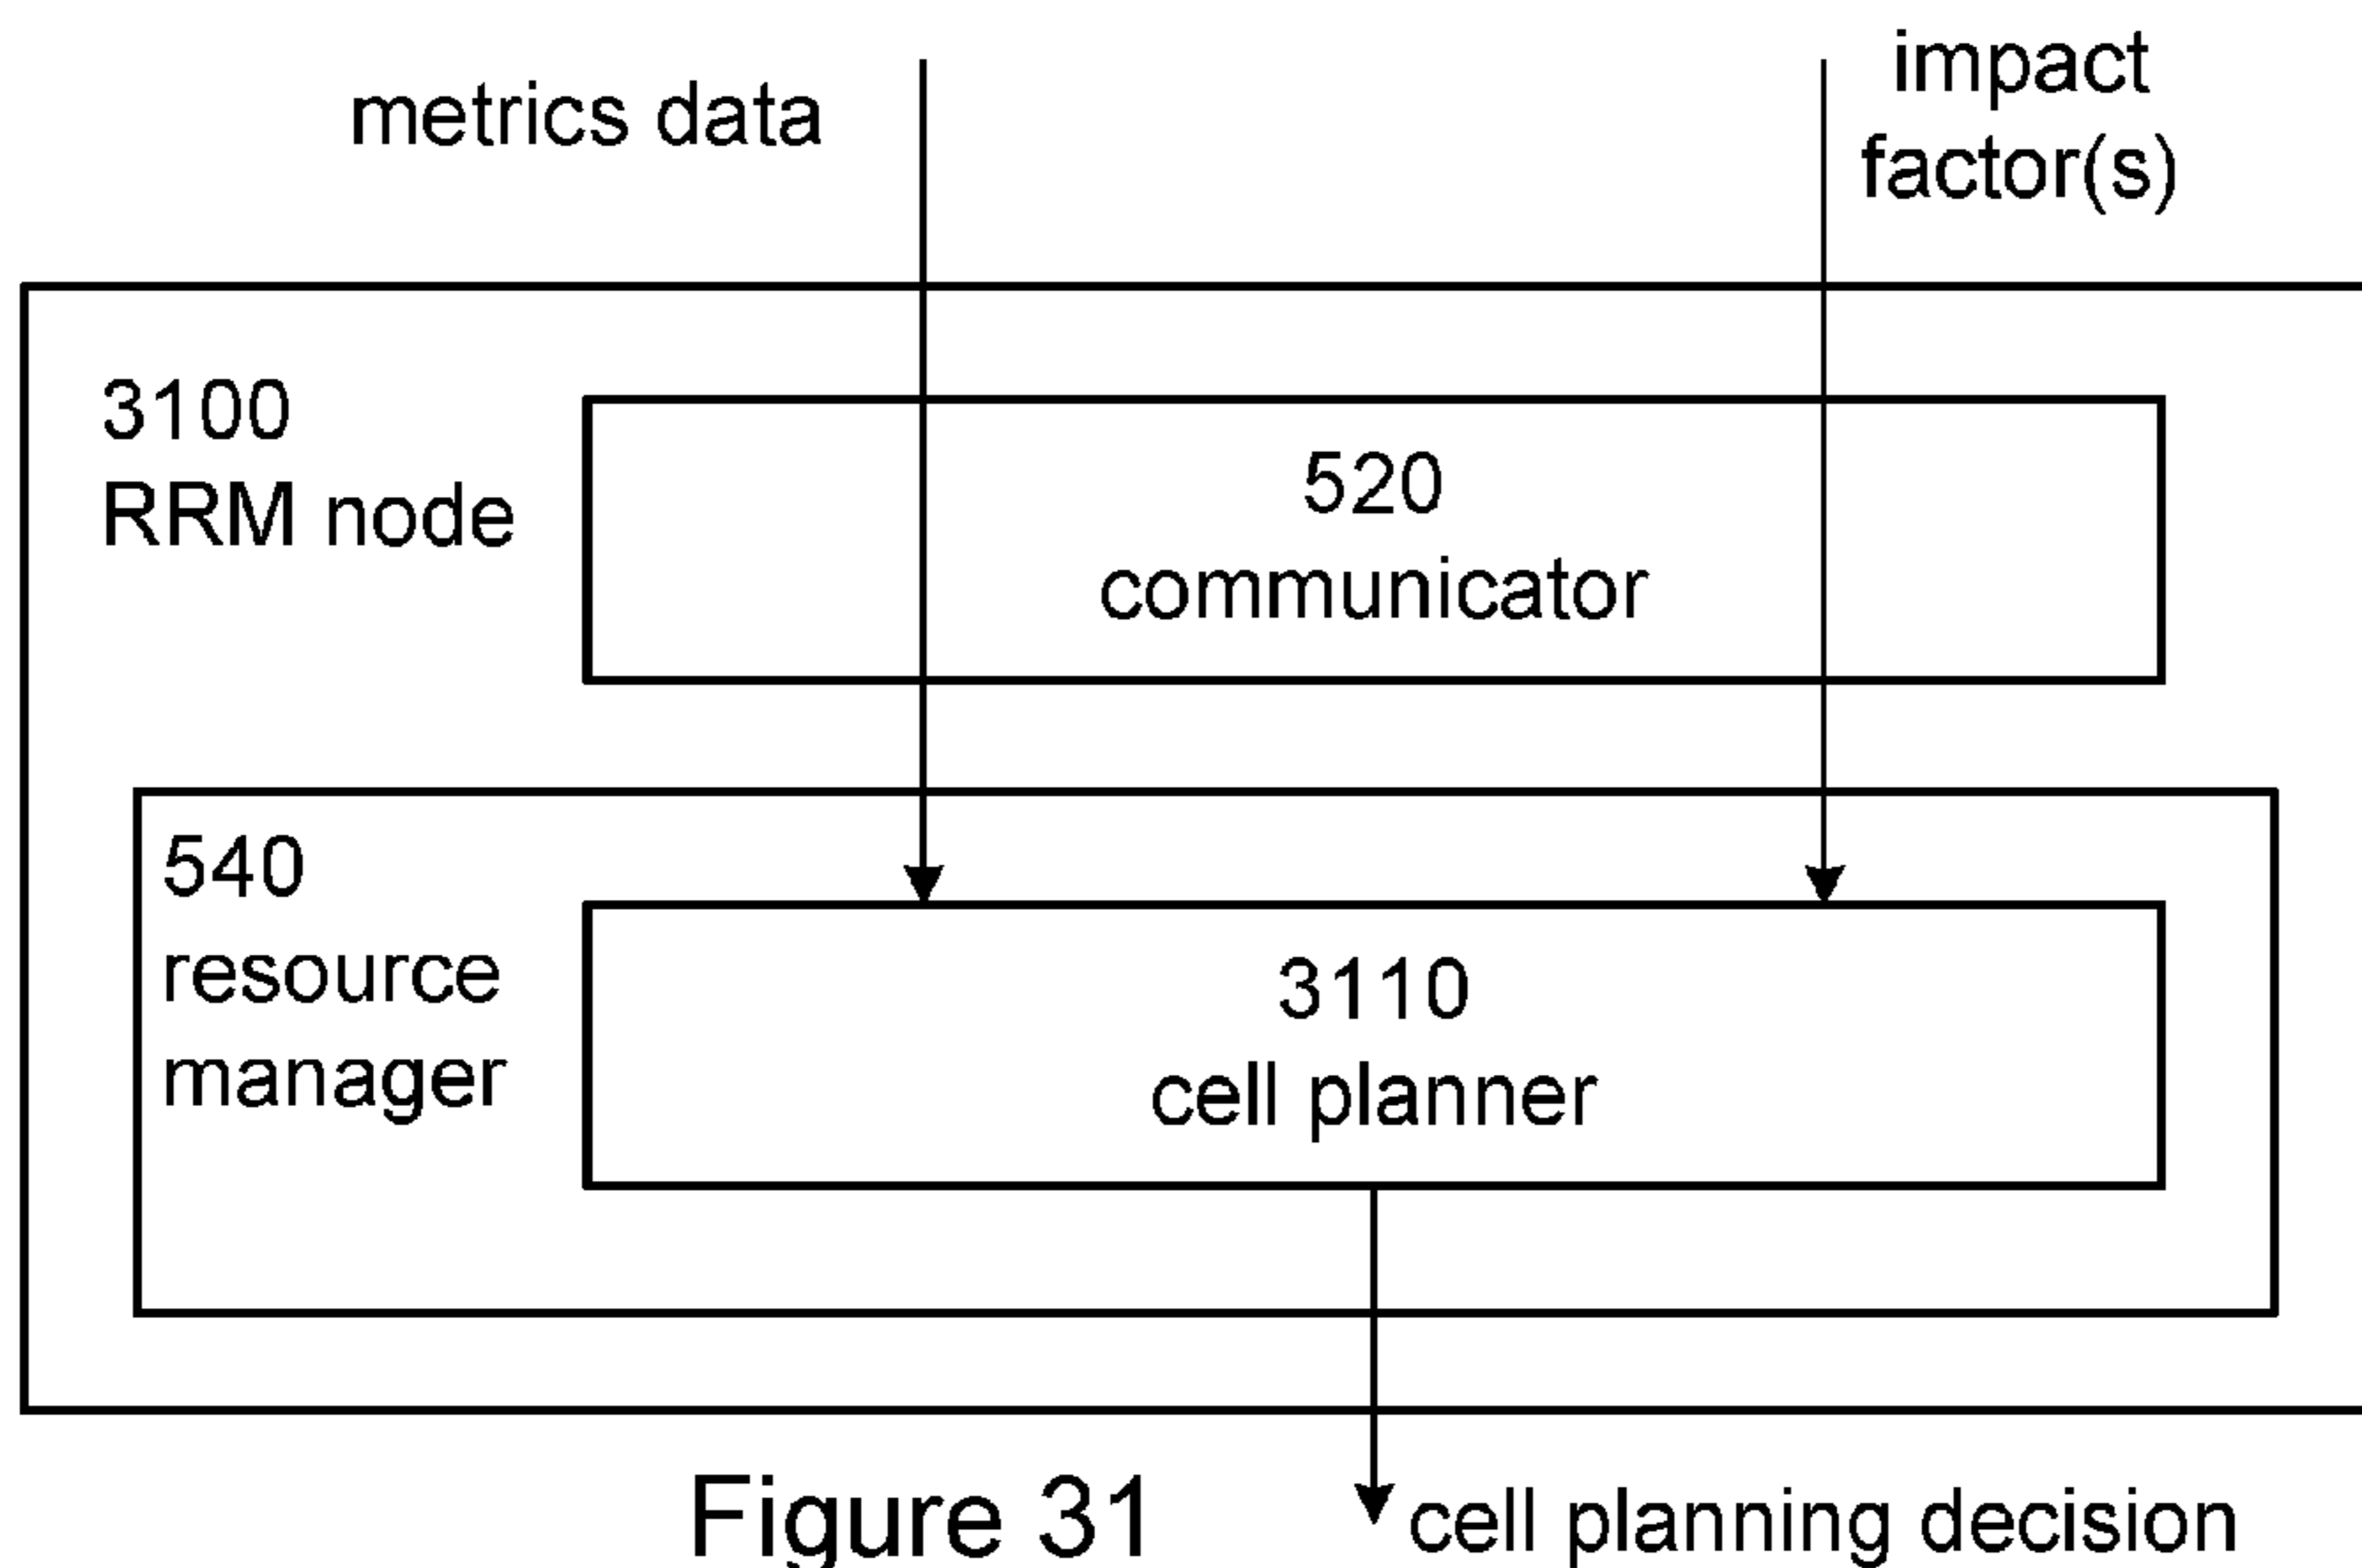 metrics data
impact
factor(s)
3100
RRM node
520
communicator
540
resource
manager
3110
cell planner
Figure 31
cell planning decision